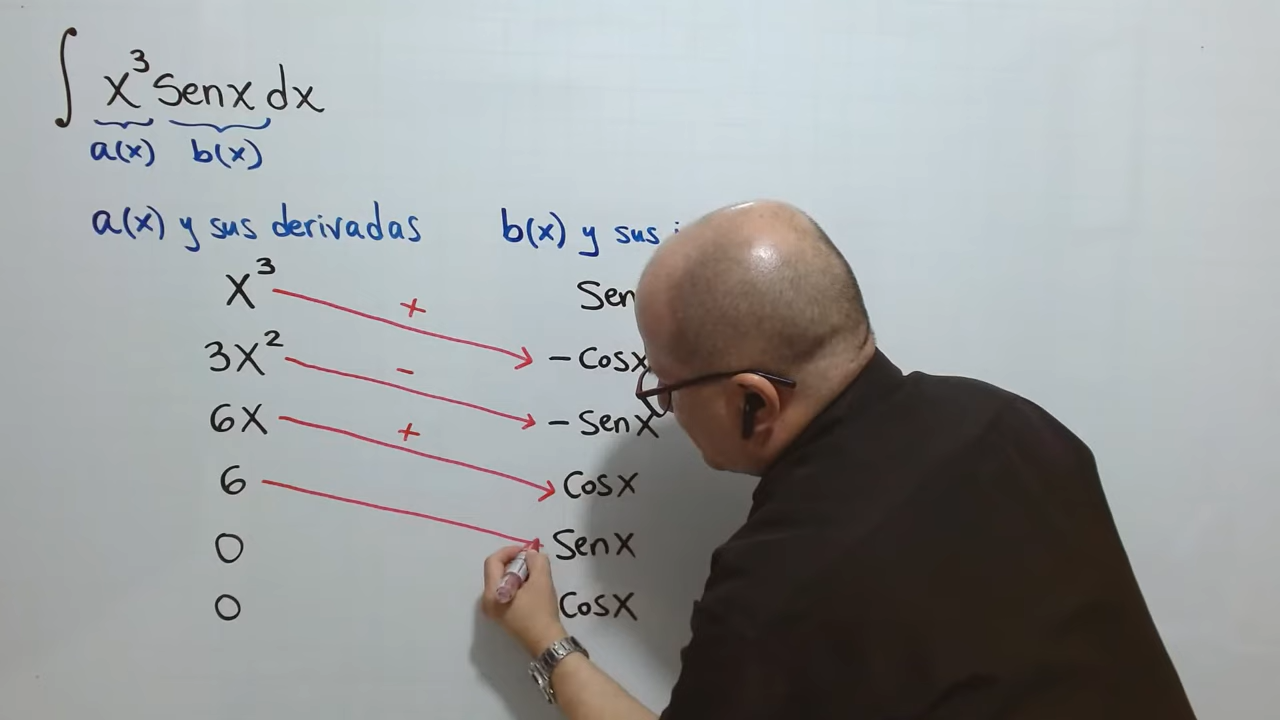 ∫ x³ Senx dx
a(x) b(x)
a(x) y sus derivadas b(x) y sus
x³ + Sen
3x² - -Cosx
6x + -Senx
6 Cosx
0 Senx
0 Cosx